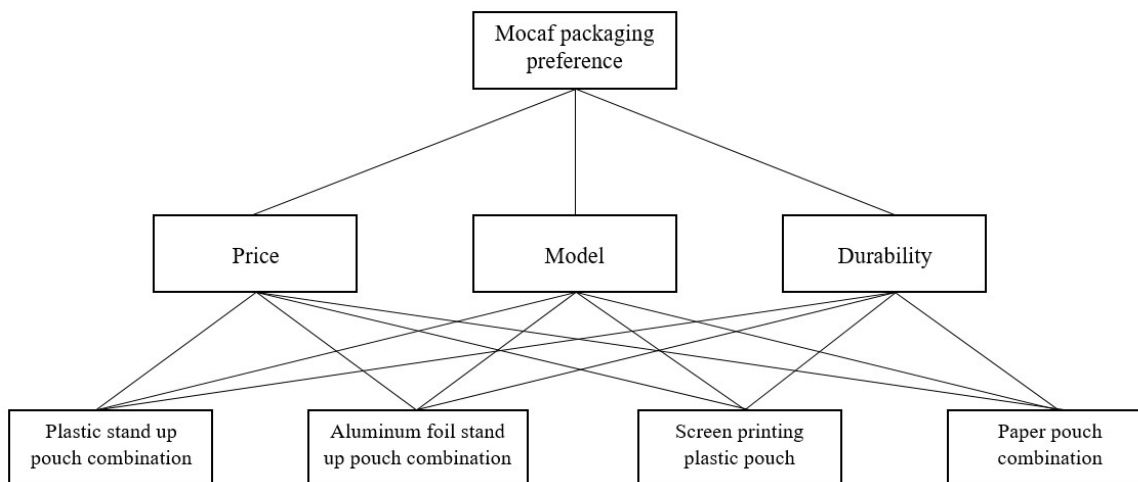 Mocaf packaging
preference
Price
Model
Durability
Plastic stand up
pouch combination
Aluminum foil stand
up pouch combination
Screen printing
plastic pouch
Paper pouch
combination